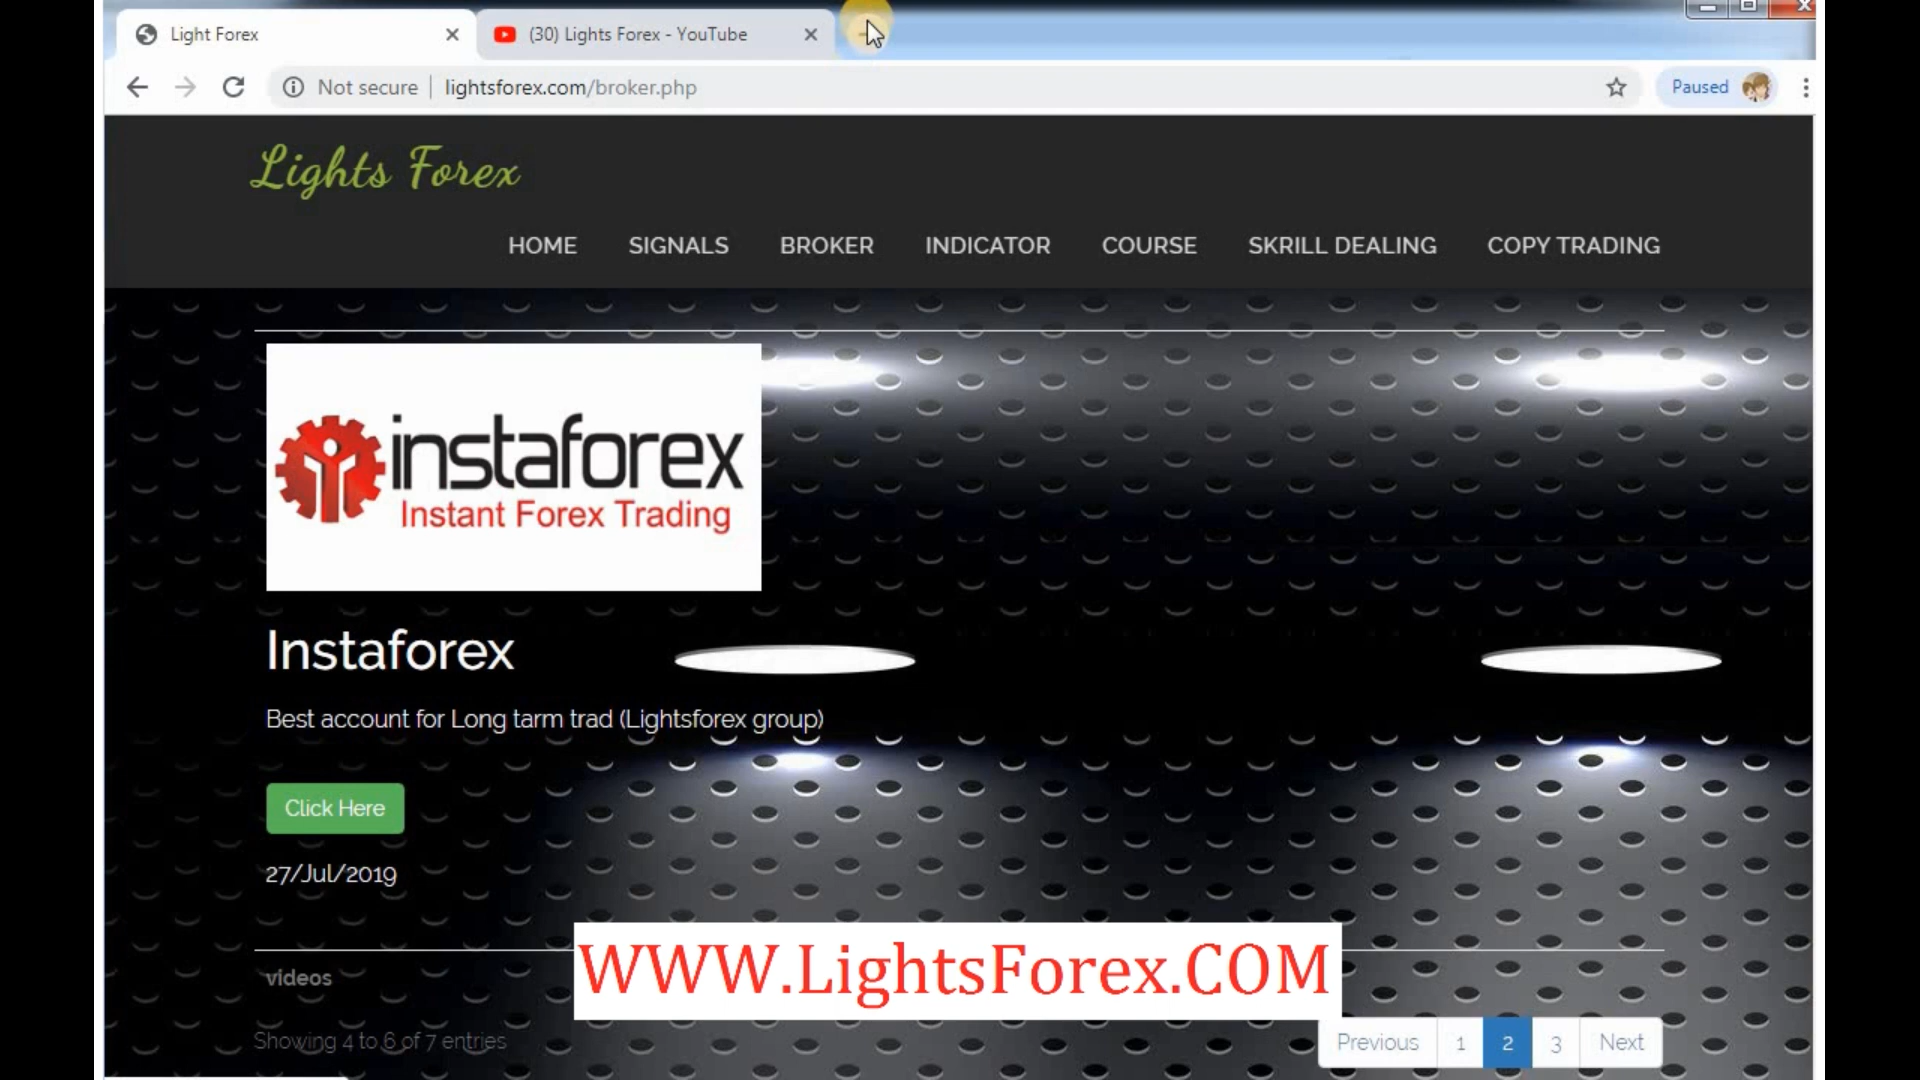 Light Forex
(30) Lights Forex - YouTube
Not secure
lightsforex.com/broker.php
Paused
Lights Forex
HOME SIGNALS BROKER INDICATOR COURSE SKRILL DEALING COPY TRADING
instaforex
Instant Forex Trading
Instaforex
Best account for Long tarm trad (Lightsforex group)
Click Here
27/Jul/2019
videos
WWW.LightsForex.COM
Showing 4 to 6 of 7 entries
Previous 1 2 3 Next